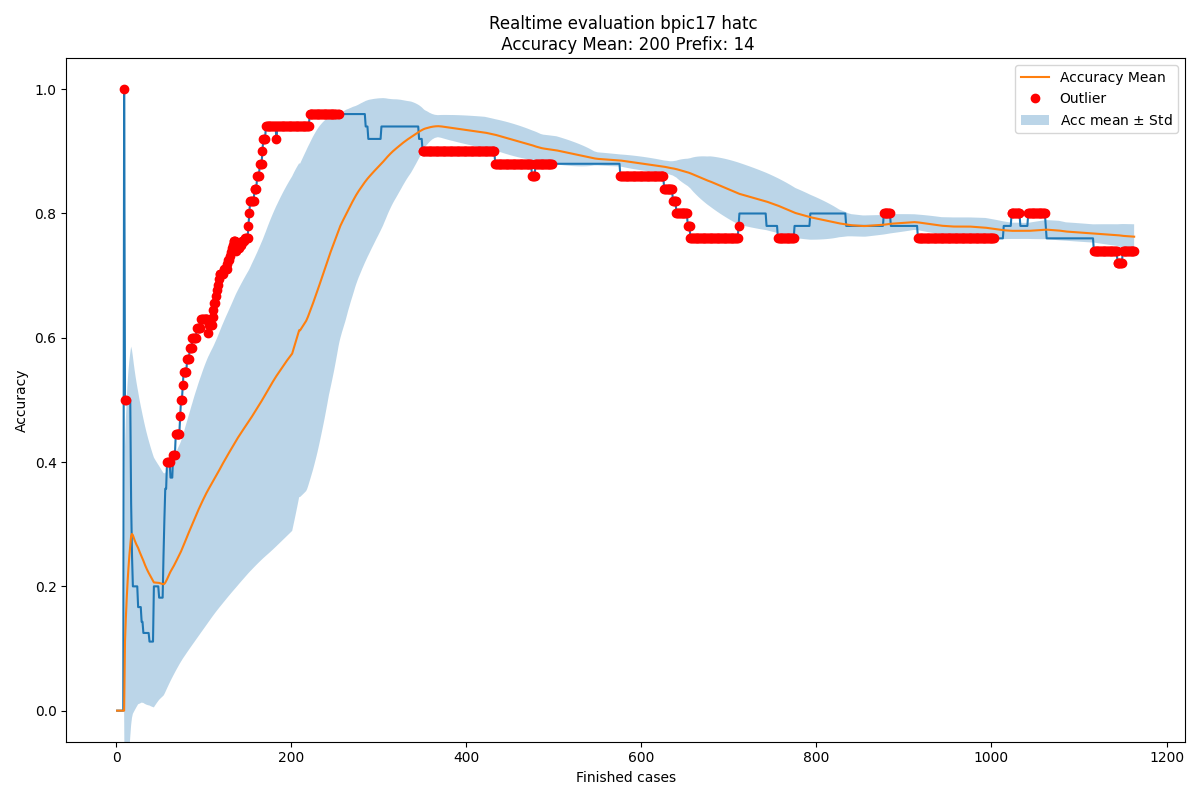 Realtime evaluation bpic17 hatc
Accuracy Mean: 200 Prefix: 14
Accuracy Mean
Outlier
Acc mean ± Std
Accuracy
1.0
0.8
0.6
0.4
0.2
0.0
0 200 400 600 800 1000 1200
Finished cases